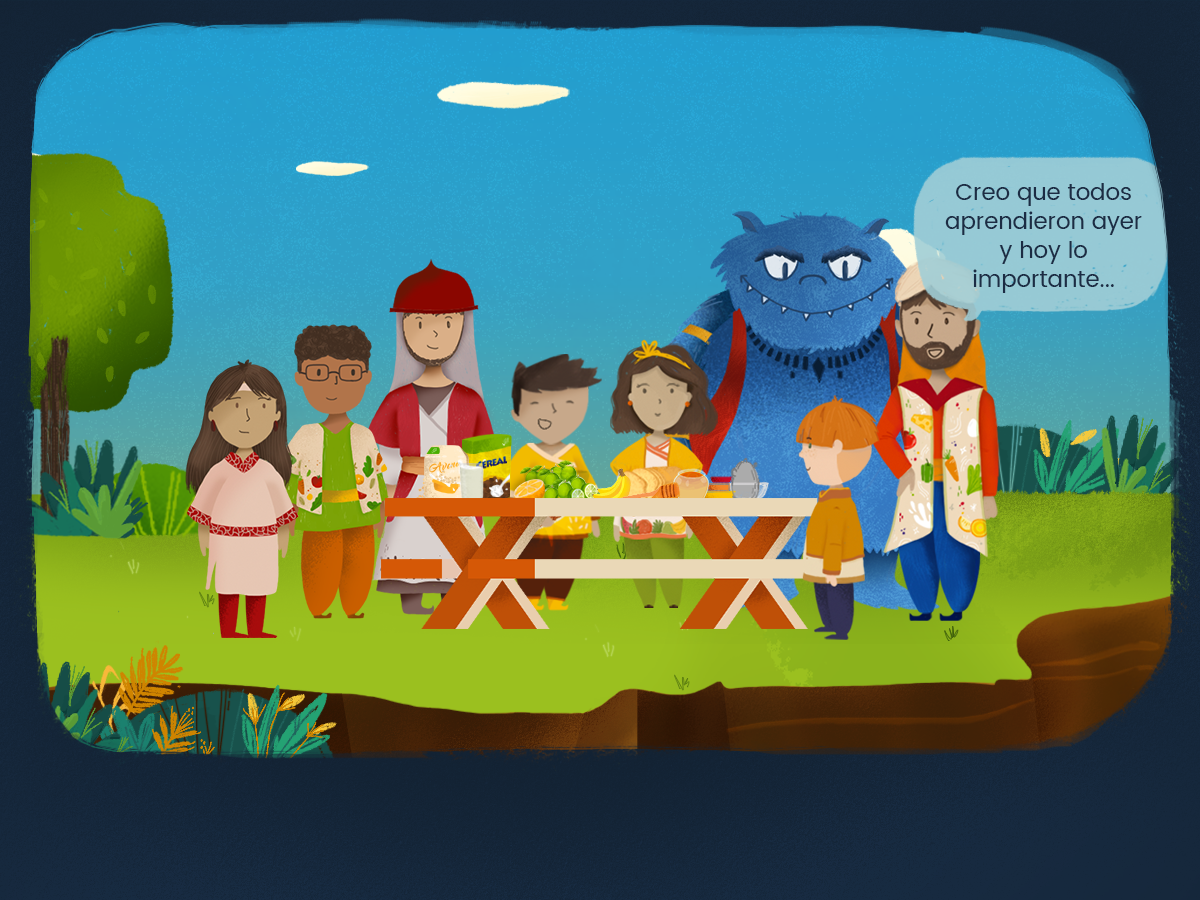 Creo que todos
aprendieron ayer
y hoy lo
importante...
CEREAL